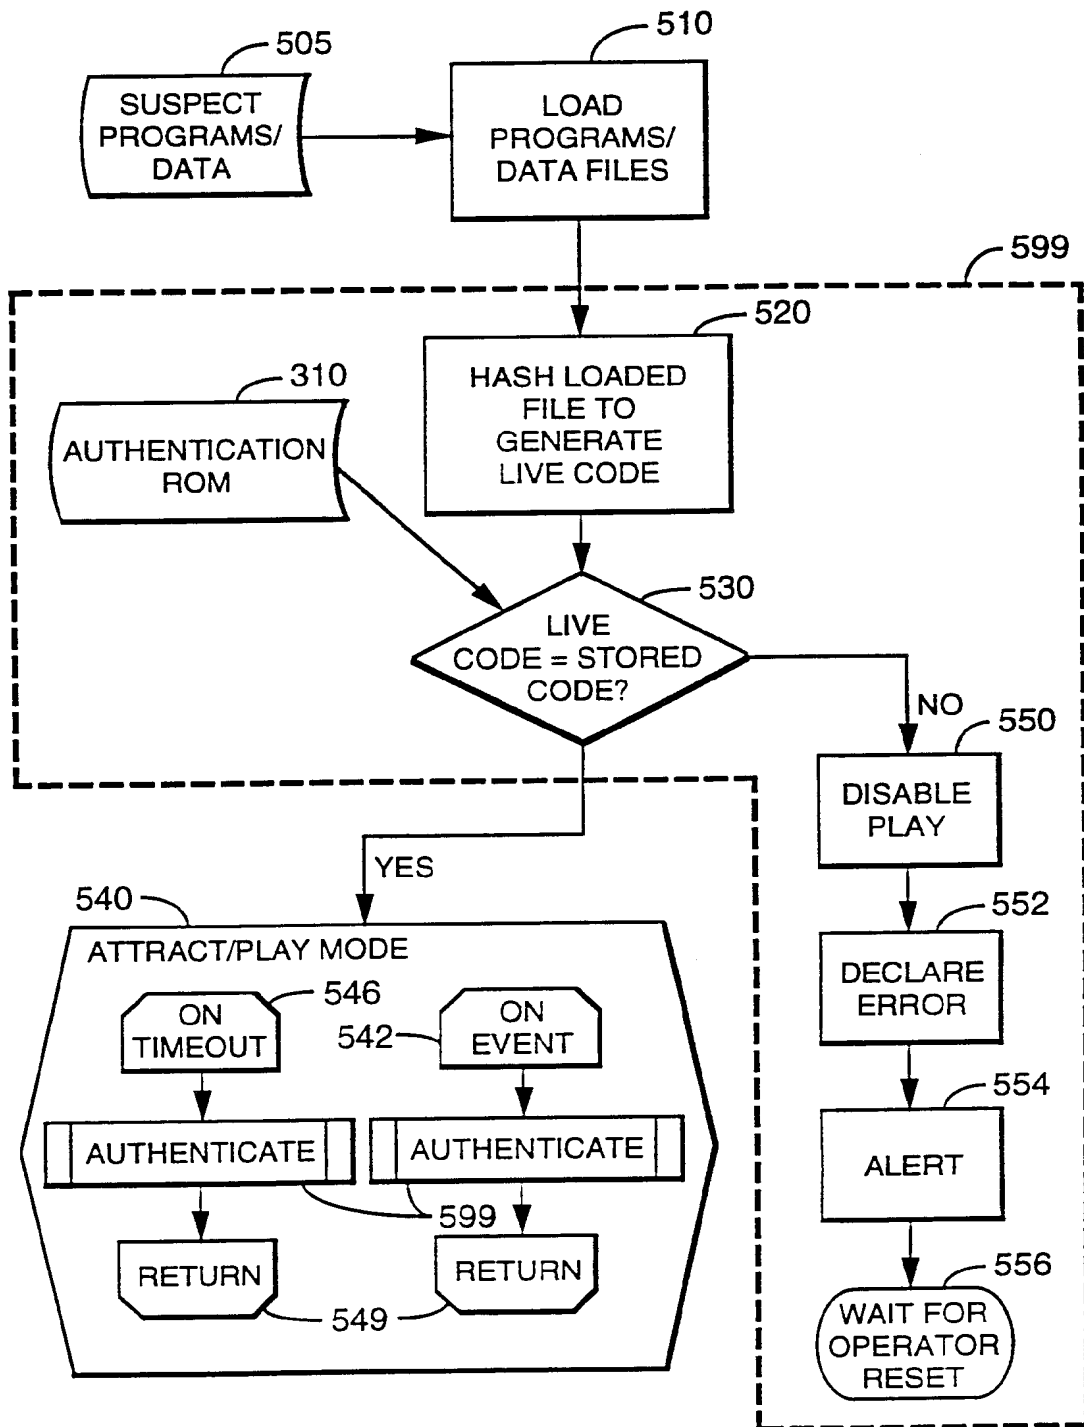 505
510
SUSPECT
PROGRAMS/
DATA
LOAD
PROGRAMS/
DATA FILES
599
520
310
HASH LOADED
FILE TO
GENERATE
LIVE CODE
AUTHENTICATION
ROM
530
LIVE
CODE = STORED
CODE?
NO
550
DISABLE
PLAY
YES
540
ATTRACT/PLAY MODE
552
DECLARE
ERROR
546
ON
TIMEOUT
542
ON
EVENT
554
ALERT
AUTHENTICATE
AUTHENTICATE
599
RETURN
RETURN
549
556
WAIT FOR
OPERATOR
RESET